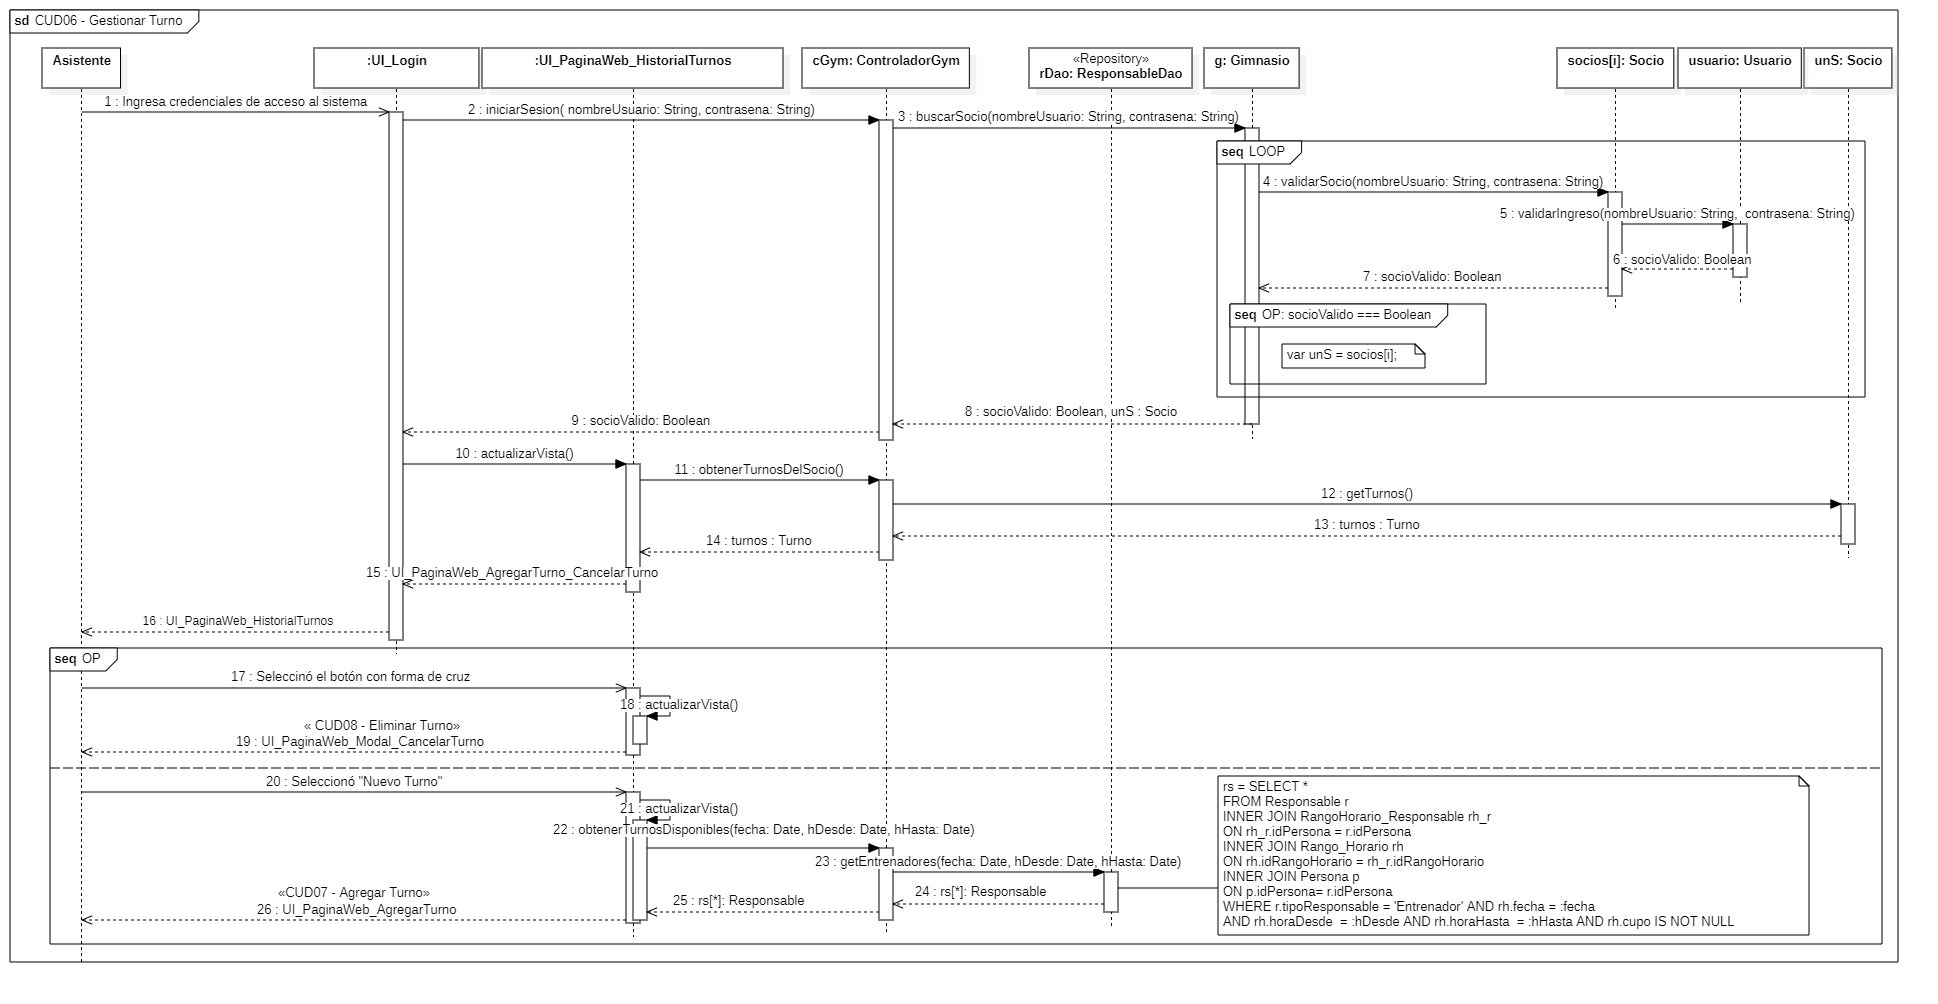 sd CUD06 - Gestionar Turno
Asistente
:UI_Login
:UI_PaginaWeb_HistorialTurnos
cGym: ControladorGym
«Repository»
rDao: ResponsableDao
g: Gimnasio
socios[i]: Socio
usuario: Usuario
unS: Socio
1 : Ingresa credenciales de acceso al sistema
2 : iniciarSesion( nombreUsuario: String, contrasena: String)
3 : buscarSocio(nombreUsuario: String, contrasena: String)
seq LOOP
4 : validarSocio(nombreUsuario: String, contrasena: String)
5 : validarIngreso(nombreUsuario: String,  contrasena: String)
6 : socioValido: Boolean
7 : socioValido: Boolean
seq OP: socioValido === Boolean
var unS = socios[i];
8 : socioValido: Boolean, unS : Socio
9 : socioValido: Boolean
10 : actualizarVista()
11 : obtenerTurnosDelSocio()
12 : getTurnos()
13 : turnos : Turno
14 : turnos : Turno
15 : UI_PaginaWeb_AgregarTurno_CancelarTurno
16 : UI_PaginaWeb_HistorialTurnos
seq OP
17 : Seleccinó el botón con forma de cruz
18 : actualizarVista()
« CUD08 - Eliminar Turno»
19 : UI_PaginaWeb_Modal_CancelarTurno
20 : Seleccionó "Nuevo Turno"
21 : actualizarVista()
22 : obtenerTurnosDisponibles(fecha: Date, hDesde: Date, hHasta: Date)
23 : getEntrenadores(fecha: Date, hDesde: Date, hHasta: Date)
24 : rs[*]: Responsable
25 : rs[*]: Responsable
«CUD07 - Agregar Turno»
26 : UI_PaginaWeb_AgregarTurno
rs = SELECT *
FROM Responsable r
INNER JOIN RangoHorario_Responsable rh_r
ON rh_r.idPersona = r.idPersona
INNER JOIN Rango_Horario rh
ON rh.idRangoHorario = rh_r.idRangoHorario
INNER JOIN Persona p
ON p.idPersona= r.idPersona
WHERE r.tipoResponsable = 'Entrenador' AND rh.fecha = :fecha
AND rh.horaDesde  = :hDesde AND rh.horaHasta  = :hHasta AND rh.cupo IS NOT NULL